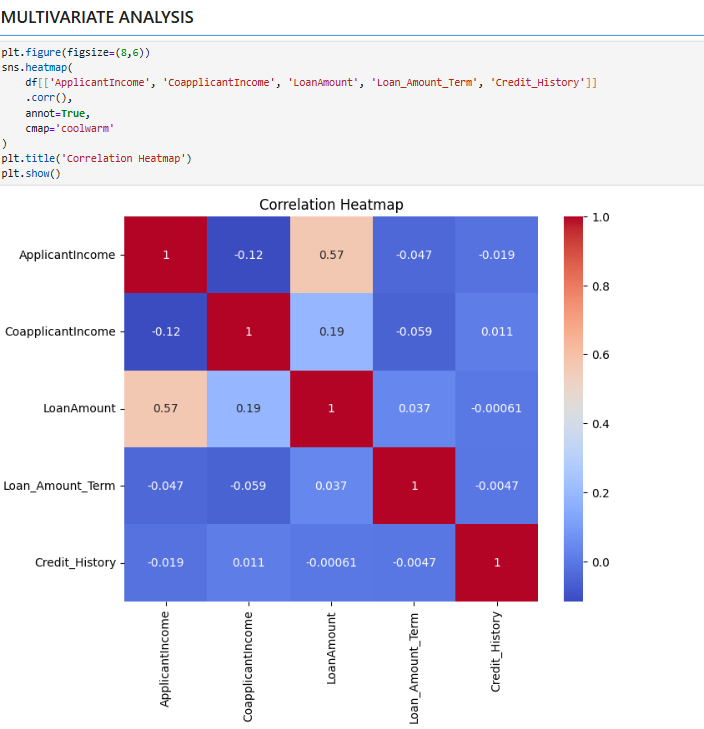 MULTIVARIATE ANALYSIS
plt.figure(figsize=(8,6))
sns.heatmap(
    df[['ApplicantIncome', 'CoapplicantIncome', 'LoanAmount', 'Loan_Amount_Term', 'Credit_History']]
    .corr(),
    annot=True,
    cmap='coolwarm'
)
plt.title('Correlation Heatmap')
plt.show()
Correlation Heatmap
ApplicantIncome 1 -0.12 0.57 -0.047 -0.019
CoapplicantIncome -0.12 1 0.19 -0.059 0.011
LoanAmount 0.57 0.19 1 0.037 -0.00061
Loan_Amount_Term -0.047 -0.059 0.037 1 -0.0047
Credit_History -0.019 0.011 -0.00061 -0.0047 1
ApplicantIncome
CoapplicantIncome
LoanAmount
Loan_Amount_Term
Credit_History
1.0
0.8
0.6
0.4
0.2
0.0